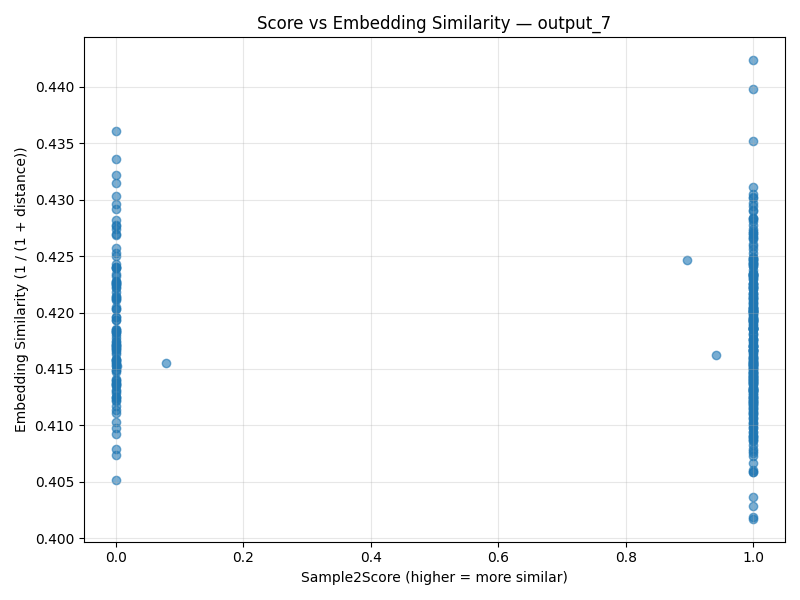 Score vs Embedding Similarity — output_7
Embedding Similarity (1 / (1 + distance))
0.440
0.435
0.430
0.425
0.420
0.415
0.410
0.405
0.400
0.0 0.2 0.4 0.6 0.8 1.0
Sample2Score (higher = more similar)